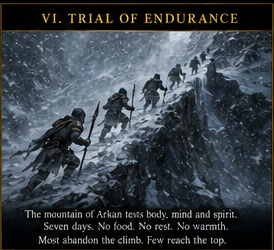 VI. TRIAL OF ENDURANCE
The mountain of Arkan tests body, mind and spirit.
Seven days. No food. No rest. No warmth.
Most abandon the climb. Few reach the top.